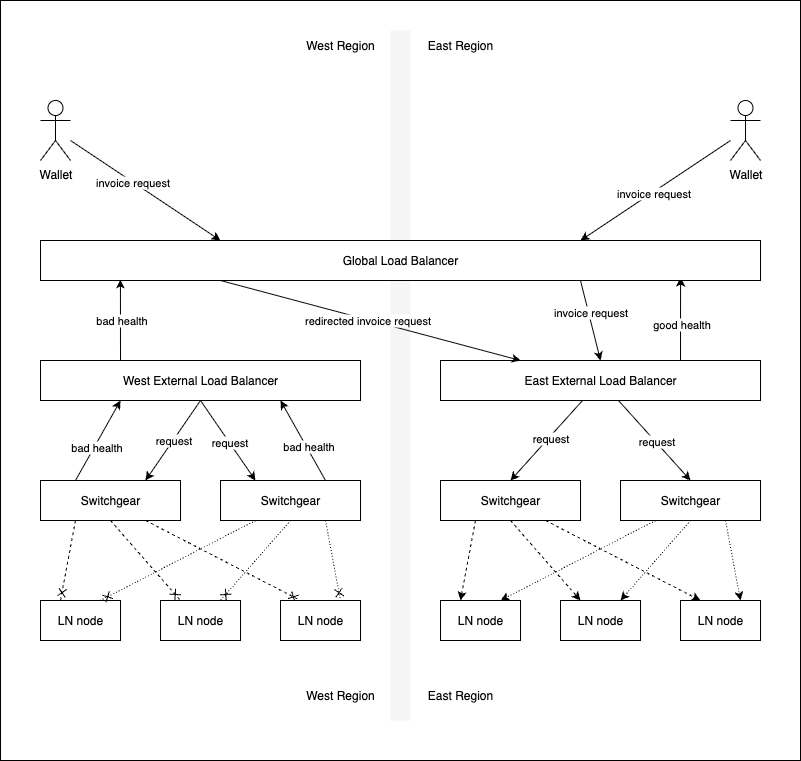 West Region
East Region
Wallet
Wallet
invoice request
invoice request
Global Load Balancer
bad health
redirected invoice request
invoice request
good health
West External Load Balancer
East External Load Balancer
bad health
request
request
bad health
request
request
Switchgear
Switchgear
Switchgear
Switchgear
LN node
LN node
LN node
LN node
LN node
LN node
West Region
East Region